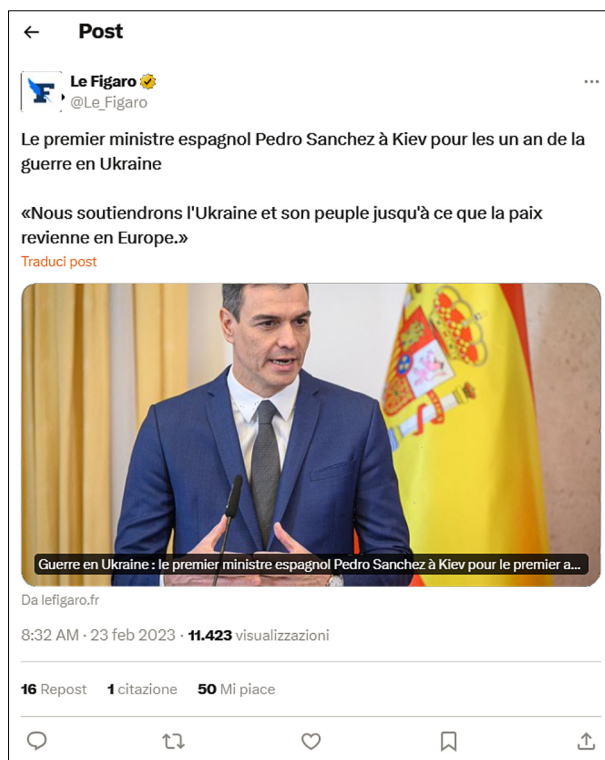 Post
Le Figaro
@Le_Figaro
Le premier ministre espagnol Pedro Sanchez à Kiev pour les un an de la
guerre en Ukraine
«Nous soutiendrons l'Ukraine et son peuple jusqu'à ce que la paix
revienne en Europe.»
Traduci post
Guerre en Ukraine : le premier ministre espagnol Pedro Sanchez à Kiev pour le premier a...
Da lefigaro.fr
8:32 AM · 23 feb 2023 · 11.423 visualizzazioni
16 Repost 1 citazione 50 Mi piace